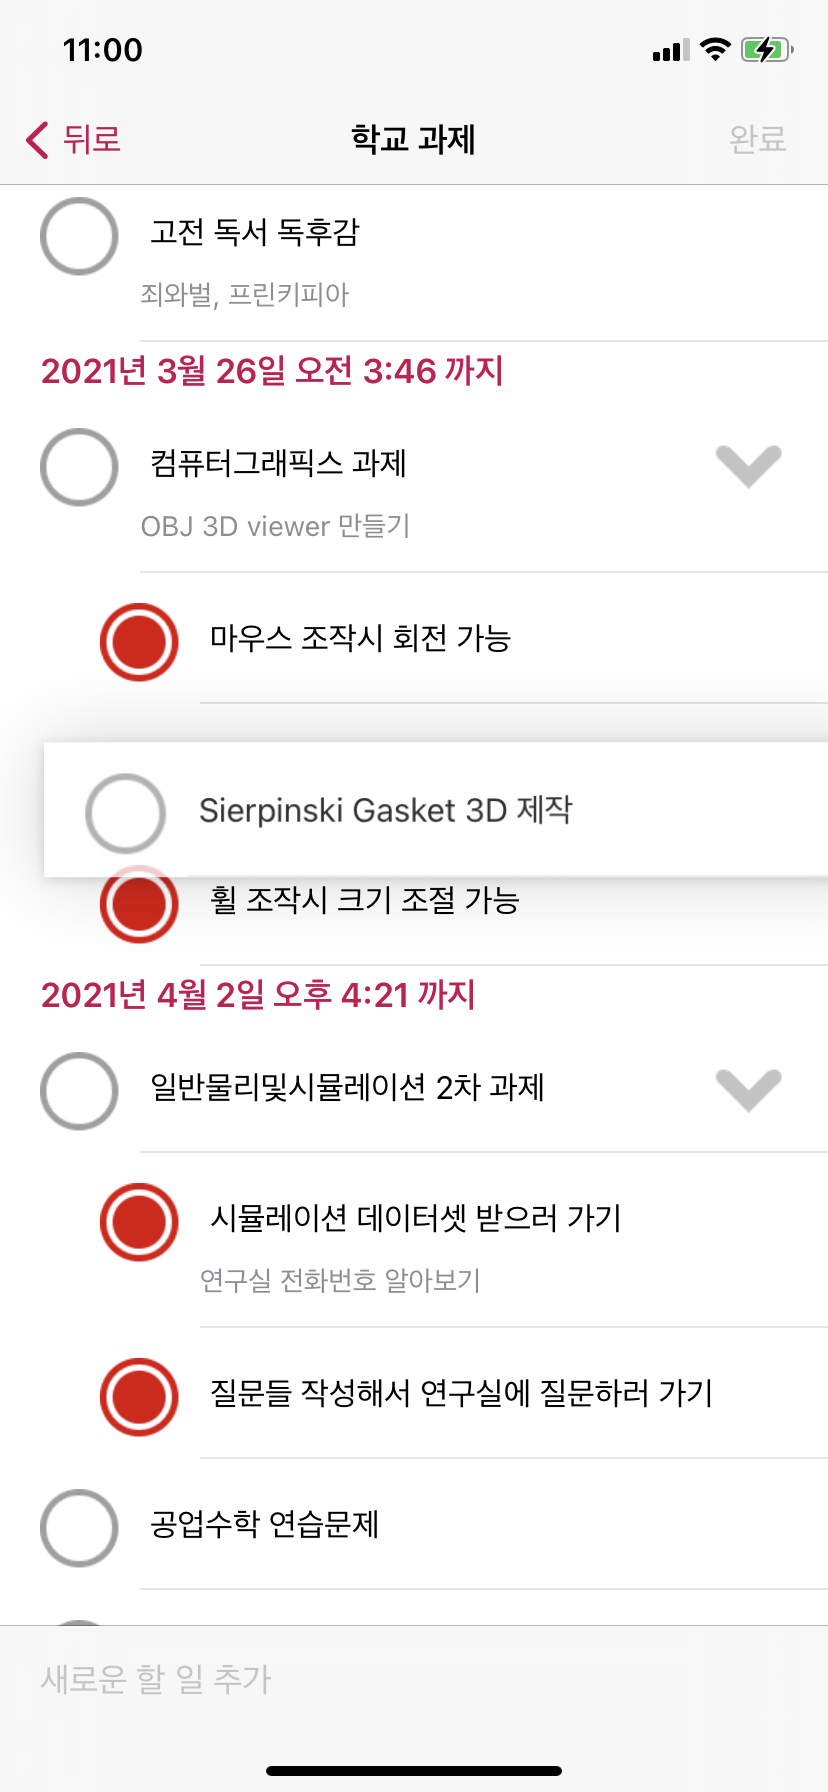 11:00
뒤로
학교 과제
완료
고전 독서 독후감
죄와벌, 프린키피아
2021년 3월 26일 오전 3:46 까지
컴퓨터그래픽스 과제
OBJ 3D viewer 만들기
마우스 조작시 회전 가능
Sierpinski Gasket 3D 제작
휠 조작시 크기 조절 가능
2021년 4월 2일 오후 4:21 까지
일반물리및시뮬레이션 2차 과제
시뮬레이션 데이터셋 받으러 가기
연구실 전화번호 알아보기
질문들 작성해서 연구실에 질문하러 가기
공업수학 연습문제
새로운 할 일 추가